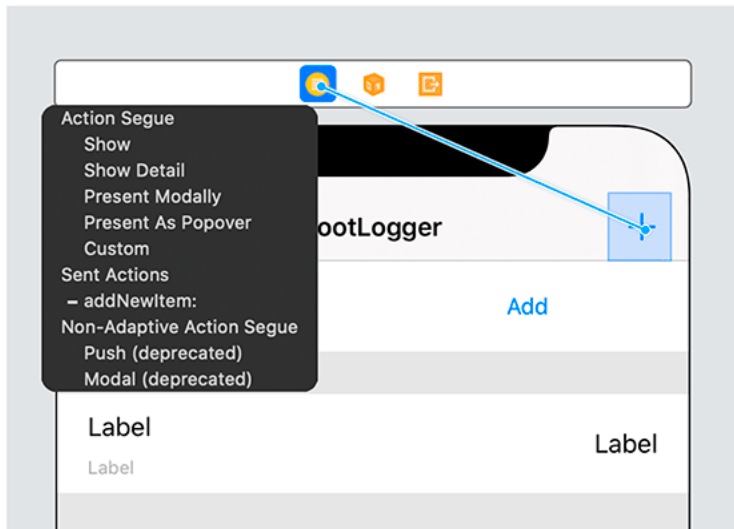 Action Segue
Show
Show Detail
Present Modally
Present As Popover
Custom
Sent Actions
– addNewItem:
Non-Adaptive Action Segue
Push (deprecated)
Modal (deprecated)
ootLogger
Add
Label
Label
Label